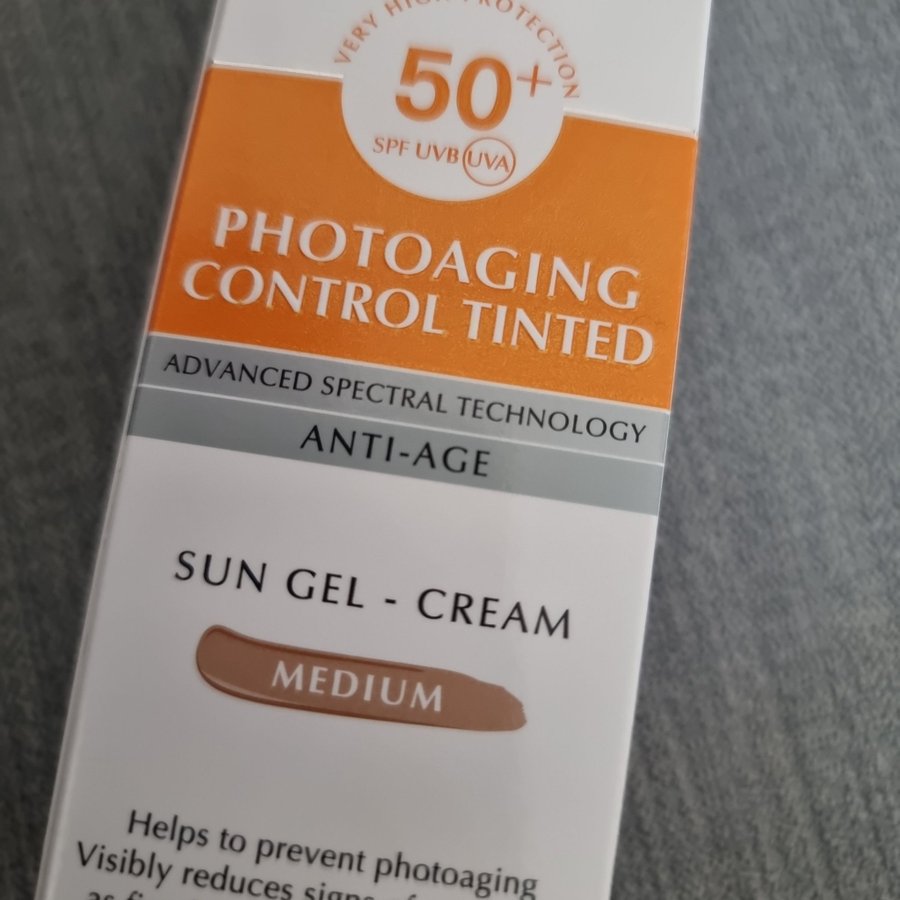 VERY HIGH PROTECTION
50+
SPF UVB UVA
PHOTOAGING
CONTROL TINTED
ADVANCED SPECTRAL TECHNOLOGY
ANTI-AGE
SUN GEL - CREAM
MEDIUM
Helps to prevent photoaging
Visibly reduces signs